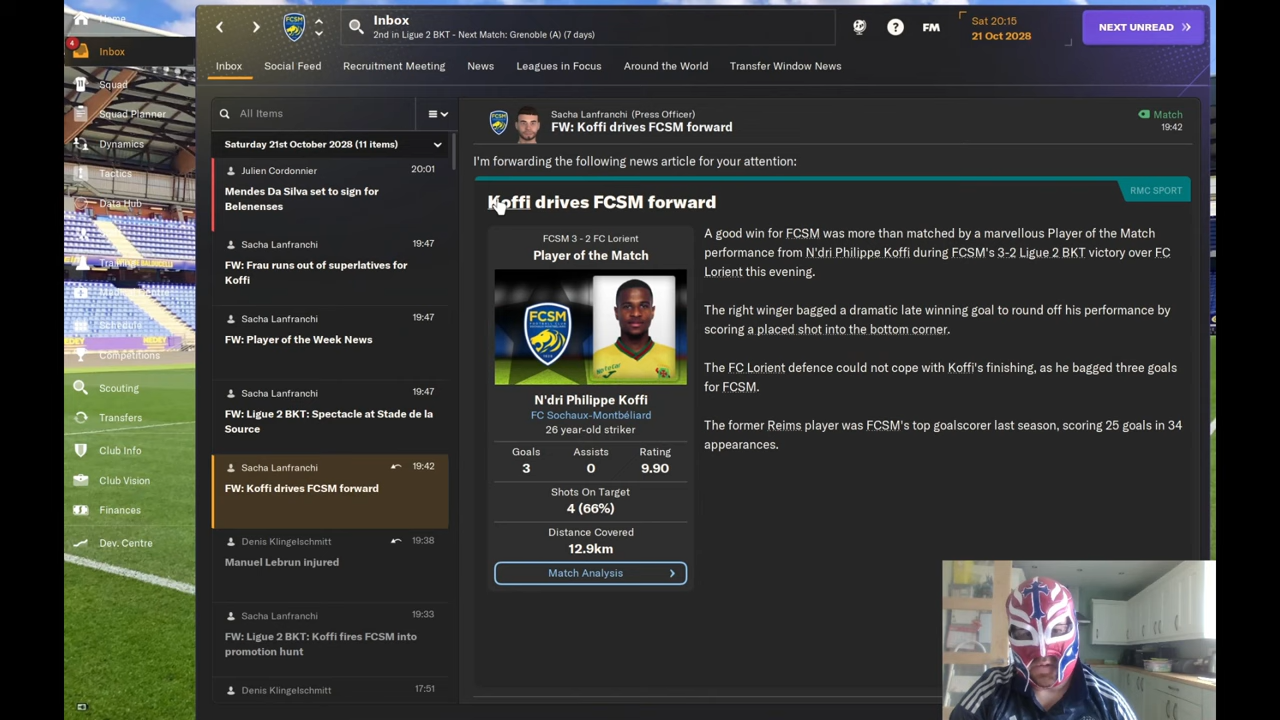 Home
4
Inbox
Squad
Squad Planner
Dynamics
Tactics
Data Hub
Schedule
Competitions
Scouting
Transfers
Club Info
Club Vision
Finances
Dev. Centre
FCSM
Inbox
2nd in Ligue 2 BKT - Next Match: Grenoble (A) (7 days)
?
FM
Sat 20:15
21 Oct 2028
NEXT UNREAD
Inbox
Social Feed
Recruitment Meeting
News
Leagues in Focus
Around the World
Transfer Window News
All Items
Saturday 21st October 2028 (11 items)
Julien Cordonnier
20:01
Mendes Da Silva set to sign for
Belenenses
Sacha Lanfranchi
19:47
FW: Frau runs out of superlatives for
Koffi
Sacha Lanfranchi
19:47
FW: Player of the Week News
Sacha Lanfranchi
19:47
FW: Ligue 2 BKT: Spectacle at Stade de la
Source
Sacha Lanfranchi
19:42
FW: Koffi drives FCSM forward
Denis Klingelschmitt
19:38
Manuel Lebrun injured
Sacha Lanfranchi
19:33
FW: Ligue 2 BKT: Koffi fires FCSM into
promotion hunt
Denis Klingelschmitt
17:51
Sacha Lanfranchi (Press Officer)
FW: Koffi drives FCSM forward
Match
19:42
I'm forwarding the following news article for your attention:
RMC SPORT
Koffi drives FCSM forward
FCSM 3 - 2 FC Lorient
Player of the Match
FCSM
N'dri Philippe Koffi
FC Sochaux-Montbéliard
26 year-old striker
Goals
Assists
Rating
3
0
9.90
Shots On Target
4 (66%)
Distance Covered
12.9km
Match Analysis
A good win for FCSM was more than matched by a marvellous Player of the Match
performance from N'dri Philippe Koffi during FCSM's 3-2 Ligue 2 BKT victory over FC
Lorient this evening.
The right winger bagged a dramatic late winning goal to round off his performance by
scoring a placed shot into the bottom corner.
The FC Lorient defence could not cope with Koffi's finishing, as he bagged three goals
for FCSM.
The former Reims player was FCSM's top goalscorer last season, scoring 25 goals in 34
appearances.